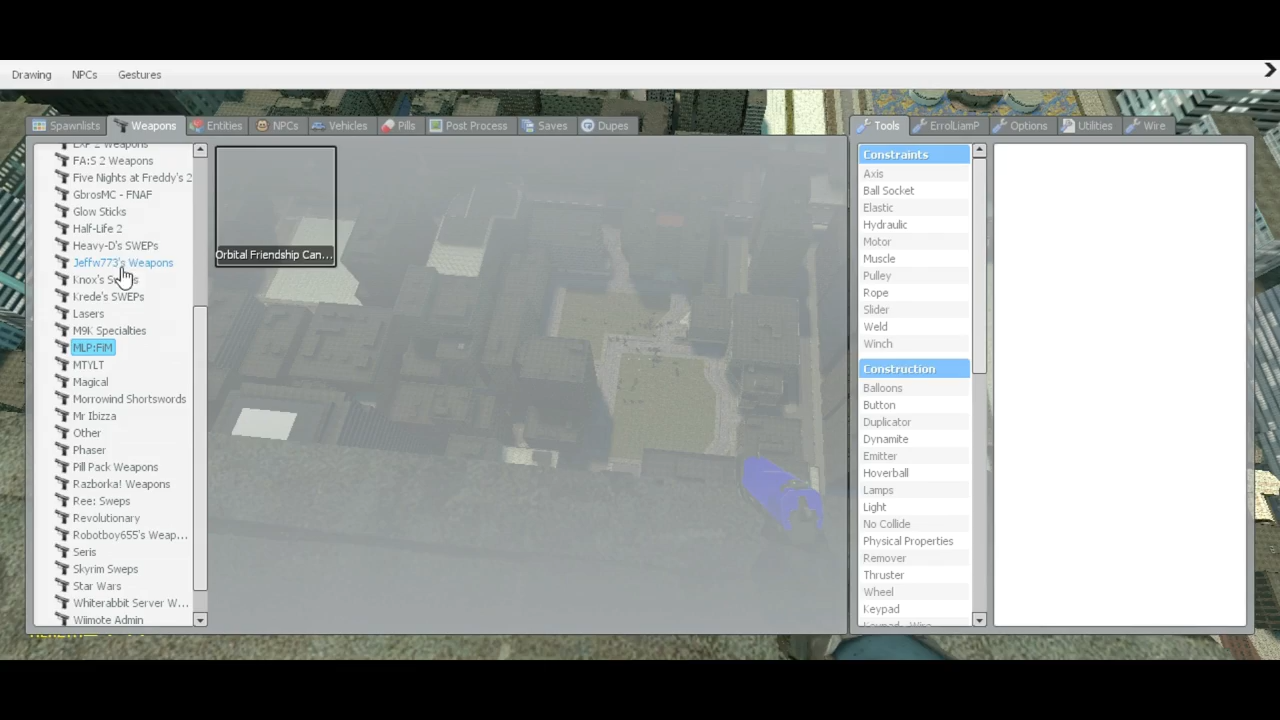 Drawing NPCs Gestures
Spawnlists Weapons Entities NPCs Vehicles Pills Post Process Saves Dupes
Tools ErrolLiamP Options Utilities Wire
FA:S 2 Weapons
Five Nights at Freddy's 2
GbrosMC - FNAF
Glow Sticks
Half-Life 2
Heavy-D's SWEPs
Jeffw773's Weapons
Knox's
Krede's SWEPs
Lasers
M9K Specialties
MLP:FiM
MTYLT
Magical
Morrowind Shortswords
Mr Ibizza
Other
Phaser
Pill Pack Weapons
Razborka! Weapons
Ree: Sweps
Revolutionary
Robotboy655's Weap...
Seris
Skyrim Sweps
Star Wars
Whiterabbit Server W...
Wiimote Admin
Orbital Friendship Can...
Constraints
Axis
Ball Socket
Elastic
Hydraulic
Motor
Muscle
Pulley
Rope
Slider
Weld
Winch
Construction
Balloons
Button
Duplicator
Dynamite
Emitter
Hoverball
Lamps
Light
No Collide
Physical Properties
Remover
Thruster
Wheel
Keypad